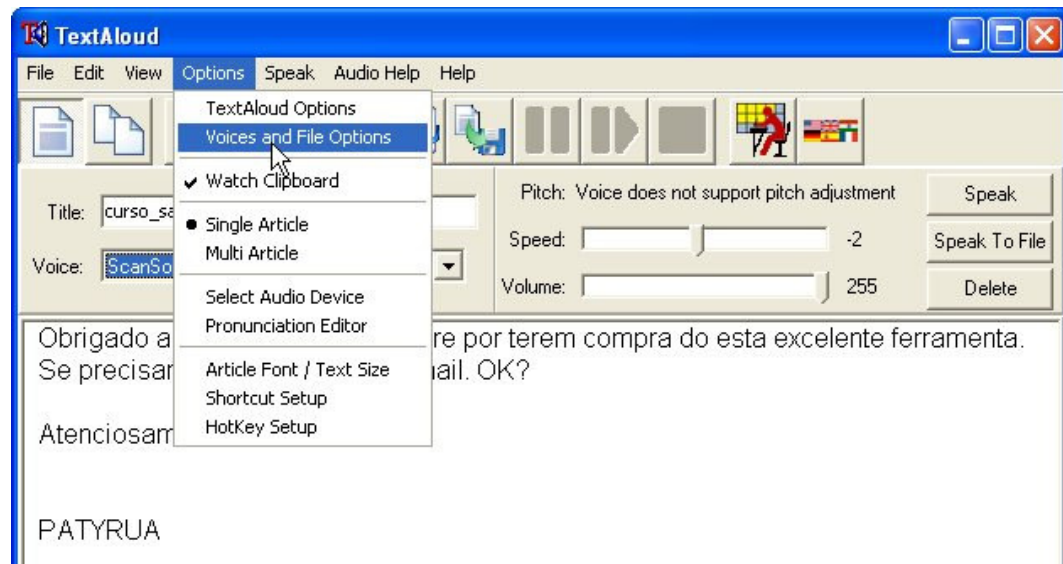 TextAloud
File Edit View Options Speak Audio Help Help
TextAloud Options
Voices and File Options
Watch Clipboard
Single Article
Multi Article
Select Audio Device
Pronunciation Editor
Article Font / Text Size
Shortcut Setup
HotKey Setup
Title: curso_sa
Voice: ScanSo
Pitch: Voice does not support pitch adjustment
Speed: -2
Volume: 255
Speak
Speak To File
Delete
Obrigado a re por terem compra do esta excelente ferramenta.
Se precisar ail. OK?
Atenciosam
PATYRUA